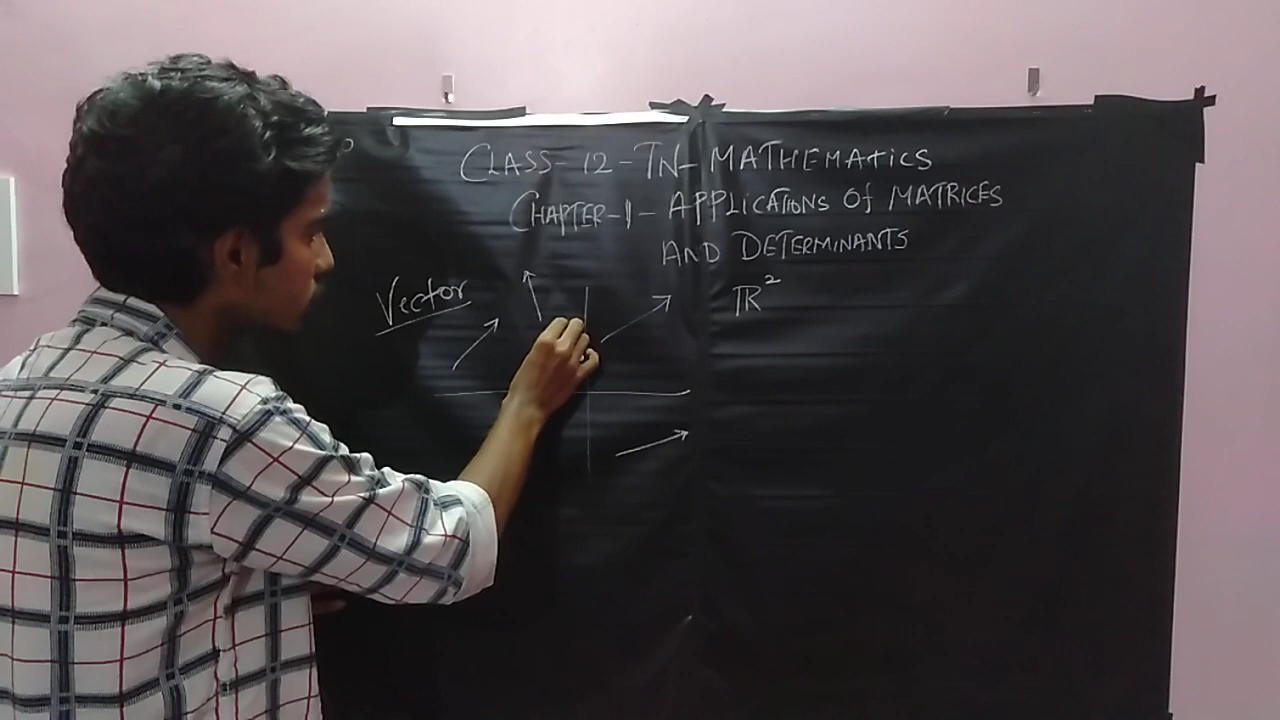 CLASS-12-TN-MATHEMATICS
CHAPTER-1-APPLICATIONS Of MATRICES
AND DETERMINANTS
Vector
ℝ²